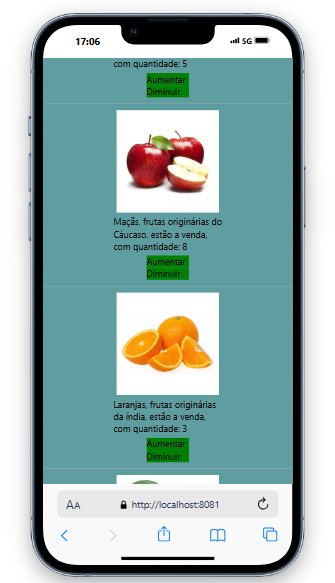 17:06
5G
com quantidade: 5
Aumentar
Diminuir
Maçãs, frutas originárias do
Cáucaso, estão a venda,
com quantidade: 8
Aumentar
Diminuir
Laranjas, frutas originárias
da índia, estão a venda,
com quantidade: 3
Aumentar
Diminuir
AA
http://localhost:8081